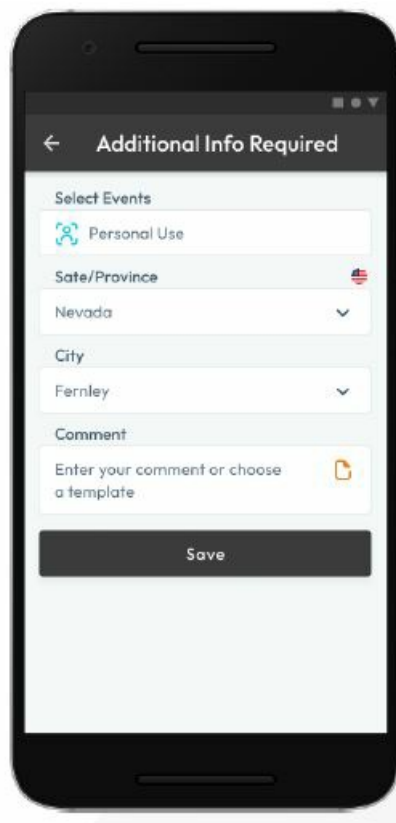 Additional Info Required
Select Events
Personal Use
Sate/Province
Nevada
City
Fernley
Comment
Enter your comment or choose
a template
Save